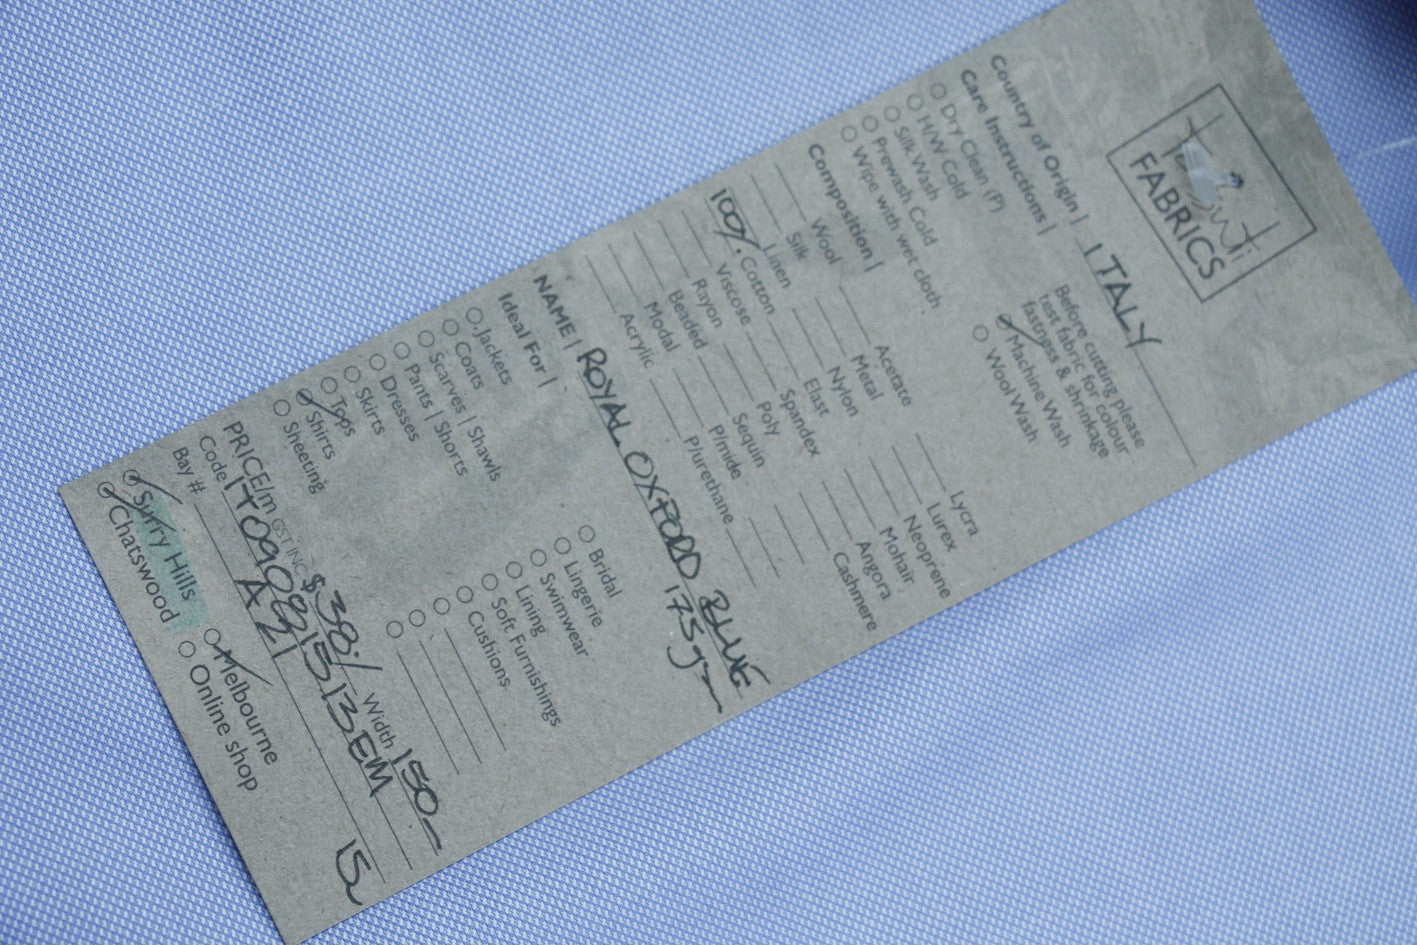 FABRICS
Country of Origin | ITALY
Care Instructions |
Before cutting please
test fabric for colour
fastness & shrinkage
Dry Clean (P)
H/W Cold
Silk Wash
Prewash Cold
Wipe with wet cloth
Machine Wash
Wool Wash
Composition |
Wool
Silk
Linen
100% Cotton
Viscose
Rayon
Beaded
Modal
Acrylic
Acetate
Metal
Nylon
Elast
Spandex
Poly
Sequin
P/mide
P/urethane
Lycra
Lurex
Neoprene
Mohair
Angora
Cashmere
NAME | ROYAL OXFORD BLUE
175gm
Ideal For |
Jackets
Coats
Scarves | Shawls
Pants | Shorts
Dresses
Skirts
Tops
Shirts
Sheeting
Bridal
Lingerie
Swimwear
Lining
Soft Furnishings
Cushions
PRICE/m GST INC $38./ Width 150
Code
Bay # A21
Surry Hills
Chatswood
Melbourne
Online shop